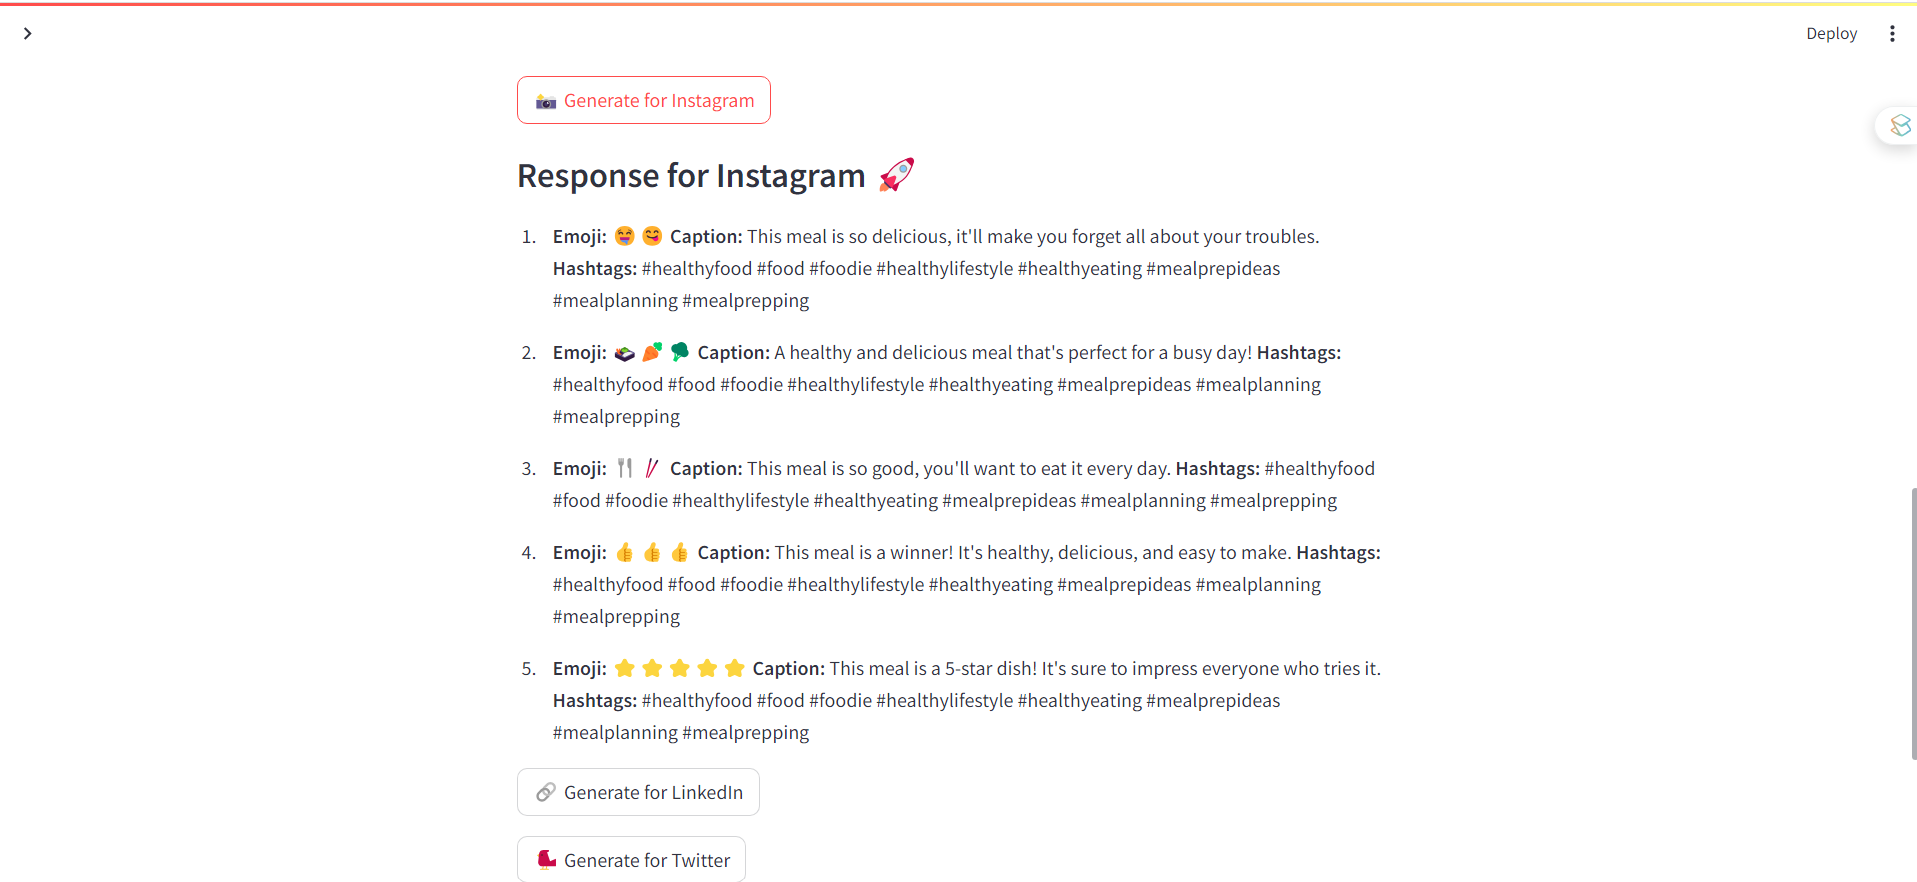 Deploy
📸 Generate for Instagram
Response for Instagram 🚀
1. Emoji: 🤤 😋 Caption: This meal is so delicious, it'll make you forget all about your troubles.
Hashtags: #healthyfood #food #foodie #healthylifestyle #healthyeating #mealprepideas
#mealplanning #mealprepping
2. Emoji: 🍱 🥕 🥦 Caption: A healthy and delicious meal that's perfect for a busy day! Hashtags:
#healthyfood #food #foodie #healthylifestyle #healthyeating #mealprepideas #mealplanning
#mealprepping
3. Emoji: 🍴 🥢 Caption: This meal is so good, you'll want to eat it every day. Hashtags: #healthyfood
#food #foodie #healthylifestyle #healthyeating #mealprepideas #mealplanning #mealprepping
4. Emoji: 👍 👍 👍 Caption: This meal is a winner! It's healthy, delicious, and easy to make. Hashtags:
#healthyfood #food #foodie #healthylifestyle #healthyeating #mealprepideas #mealplanning
#mealprepping
5. Emoji: ⭐ ⭐ ⭐ ⭐ ⭐ Caption: This meal is a 5-star dish! It's sure to impress everyone who tries it.
Hashtags: #healthyfood #food #foodie #healthylifestyle #healthyeating #mealprepideas
#mealplanning #mealprepping
🔗 Generate for LinkedIn
🐦 Generate for Twitter